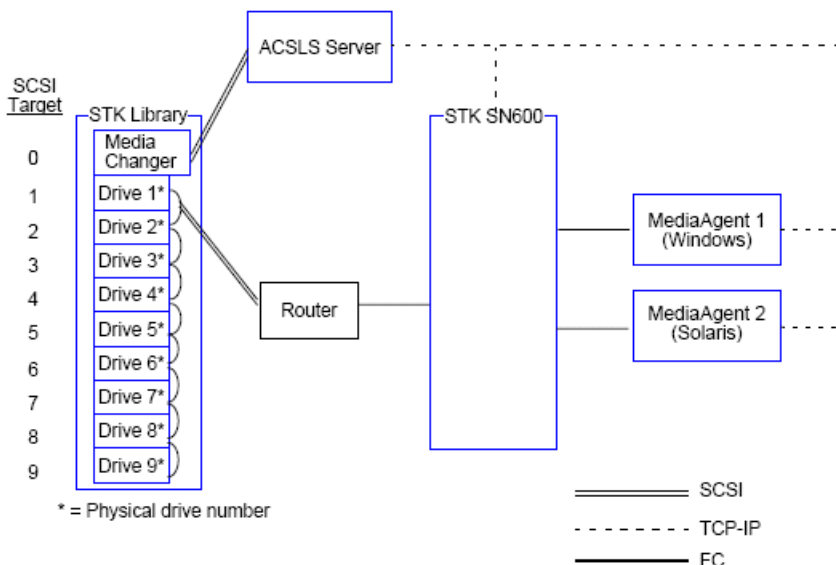 ACSLS Server
SCSI
Target
STK Library
STK SN600
0
Media
Changer
1
Drive 1*
2
Drive 2*
3
Drive 3*
4
Drive 4*
5
Drive 5*
6
Drive 6*
7
Drive 7*
8
Drive 8*
9
Drive 9*
Router
MediaAgent 1
(Windows)
MediaAgent 2
(Solaris)
* = Physical drive number
SCSI
TCP-IP
FC